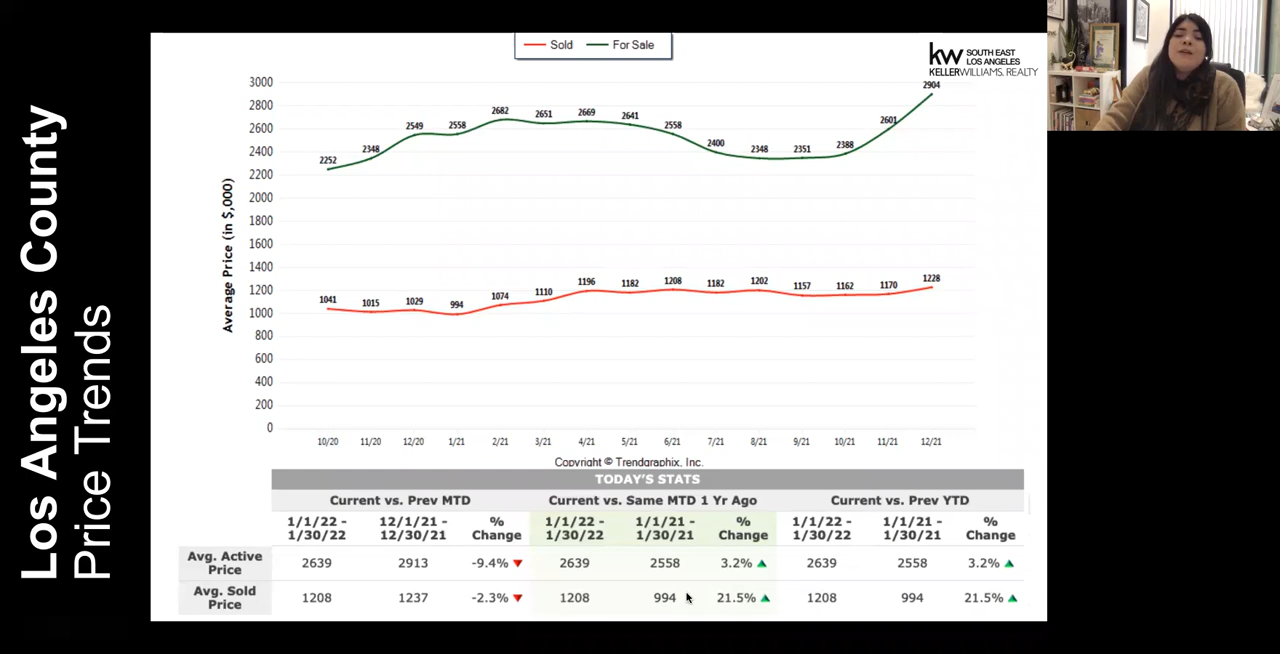 Los Angeles County
Price Trends
Sold For Sale
kw SOUTH EAST
LOS ANGELES
KELLERWILLIAMS. REALTY
Average Price (in $,000)
3000
2800
2600
2400
2200
2000
1800
1600
1400
1200
1000
800
600
400
200
0
2252 2348 2549 2558 2682 2651 2669 2641 2558 2400 2348 2351 2388 2601 2904
1041 1015 1029 994 1074 1110 1196 1182 1208 1182 1202 1157 1162 1170 1228
10/20 11/20 12/20 1/21 2/21 3/21 4/21 5/21 6/21 7/21 8/21 9/21 10/21 11/21 12/21
Copyright © Trendgraphix, Inc.
TODAY'S STATS
Current vs. Prev MTD Current vs. Same MTD 1 Yr Ago Current vs. Prev YTD
1/1/22 - 12/1/21 - % 1/1/22 - 1/1/21 - % 1/1/22 - 1/1/21 - %
1/30/22 12/30/21 Change 1/30/22 1/30/21 Change 1/30/22 1/30/21 Change
Avg. Active
Price 2639 2913 -9.4% 2639 2558 3.2% 2639 2558 3.2%
Avg. Sold
Price 1208 1237 -2.3% 1208 994 21.5% 1208 994 21.5%